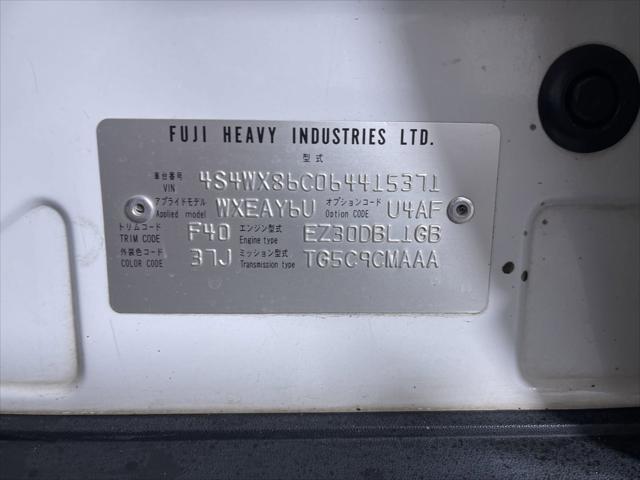 FUJI HEAVY INDUSTRIES LTD.
型式
車台番号 VIN 4S4WX86C064415371
アプライドモデル Applied model WXEAY6U オプションコード Option CODE U4AF
トリムコード TRIM CODE F40 エンジン型式 Engine type EZ30DBL1GB
外装色コード COLOR CODE 37J ミッション型式 Transmission type TG5C9CMAAA